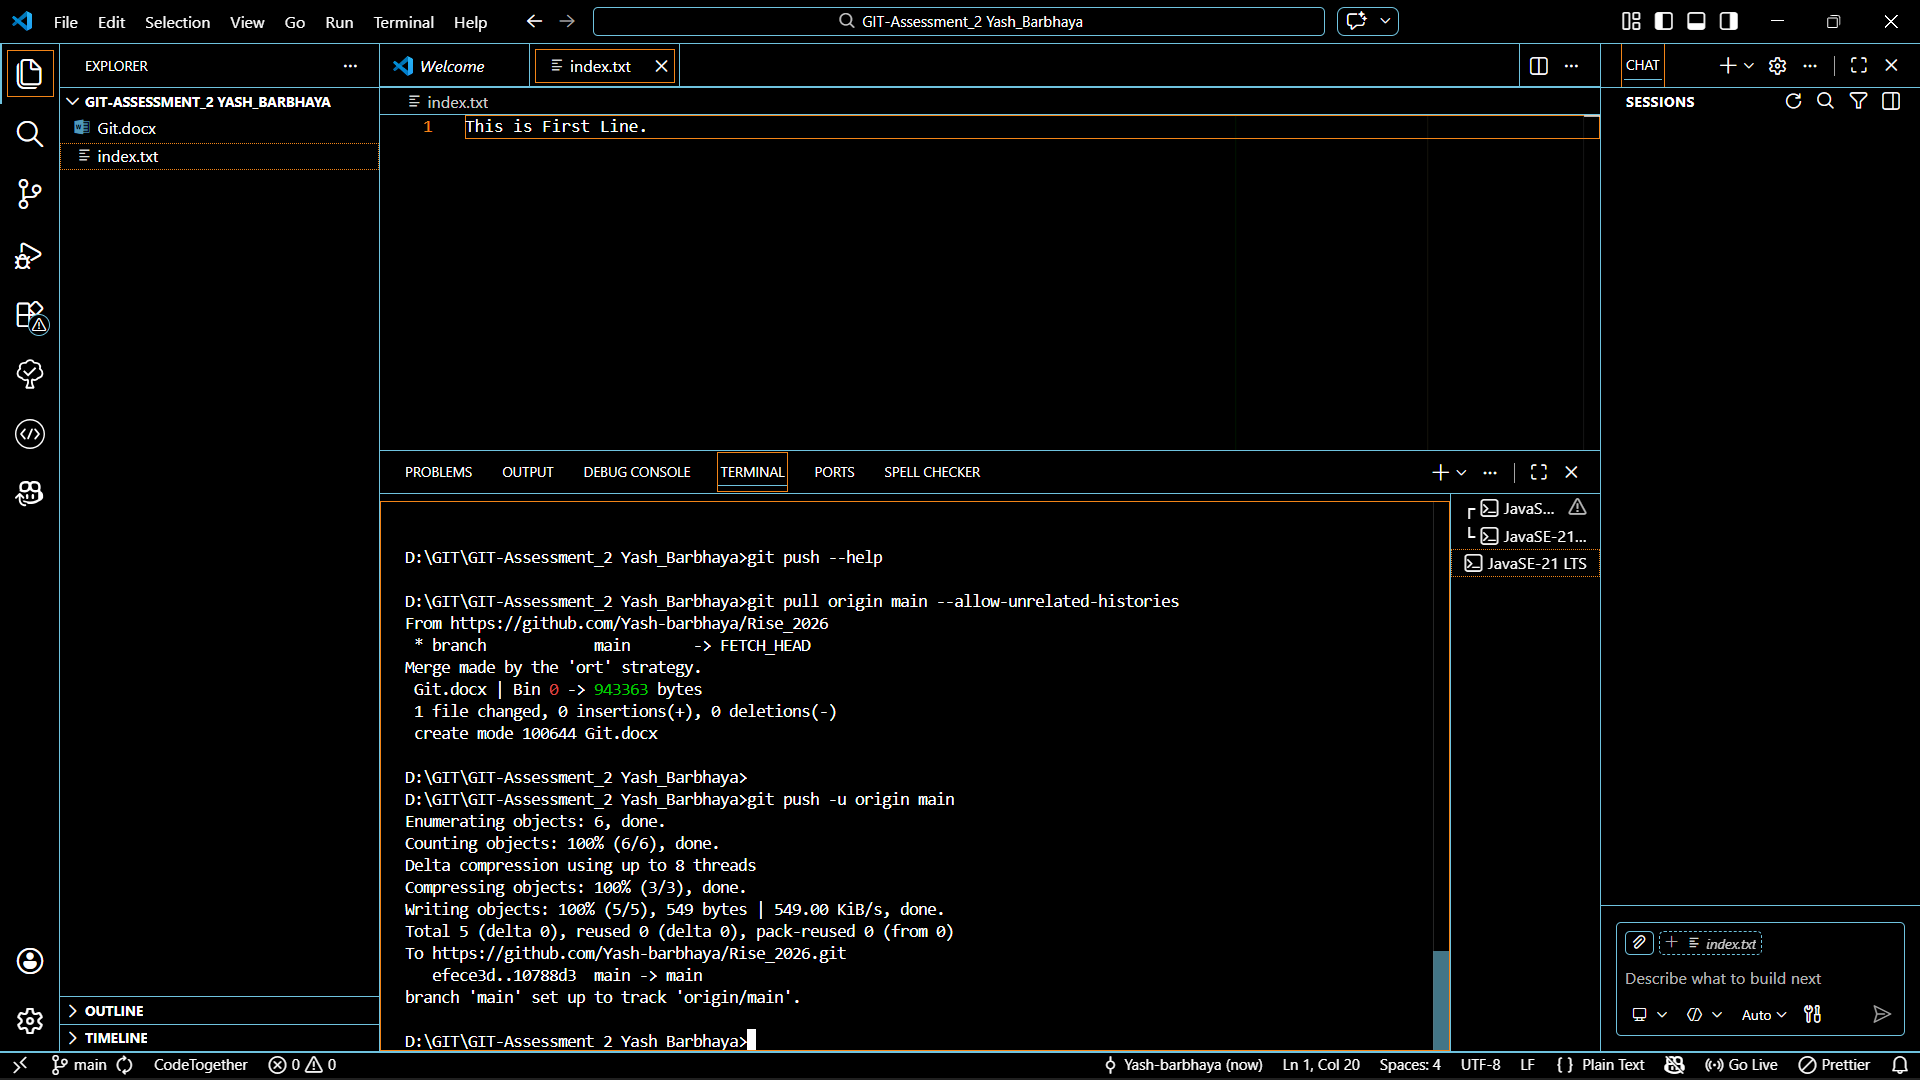 File Edit Selection View Go Run Terminal Help
GIT-Assessment_2 Yash_Barbhaya
EXPLORER
GIT-ASSESSMENT_2 YASH_BARBHAYA
Git.docx
index.txt
OUTLINE
TIMELINE
Welcome
index.txt
index.txt
1 This is First Line.
PROBLEMS OUTPUT DEBUG CONSOLE TERMINAL PORTS SPELL CHECKER
D:\GIT\GIT-Assessment_2 Yash_Barbhaya>git push --help
D:\GIT\GIT-Assessment_2 Yash_Barbhaya>git pull origin main --allow-unrelated-histories
From https://github.com/Yash-barbhaya/Rise_2026
* branch main -> FETCH_HEAD
Merge made by the 'ort' strategy.
Git.docx | Bin 0 -> 943363 bytes
1 file changed, 0 insertions(+), 0 deletions(-)
create mode 100644 Git.docx
D:\GIT\GIT-Assessment_2 Yash_Barbhaya>
D:\GIT\GIT-Assessment_2 Yash_Barbhaya>git push -u origin main
Enumerating objects: 6, done.
Counting objects: 100% (6/6), done.
Delta compression using up to 8 threads
Compressing objects: 100% (3/3), done.
Writing objects: 100% (5/5), 549 bytes | 549.00 KiB/s, done.
Total 5 (delta 0), reused 0 (delta 0), pack-reused 0 (from 0)
To https://github.com/Yash-barbhaya/Rise_2026.git
efece3d..10788d3 main -> main
branch 'main' set up to track 'origin/main'.
D:\GIT\GIT-Assessment_2 Yash_Barbhaya>
JavaS...
JavaSE-21...
JavaSE-21 LTS
CHAT
SESSIONS
index.txt
Describe what to build next
Auto
main CodeTogether 0 0 Yash-barbhaya (now) Ln 1, Col 20 Spaces: 4 UTF-8 LF {} Plain Text Go Live Prettier